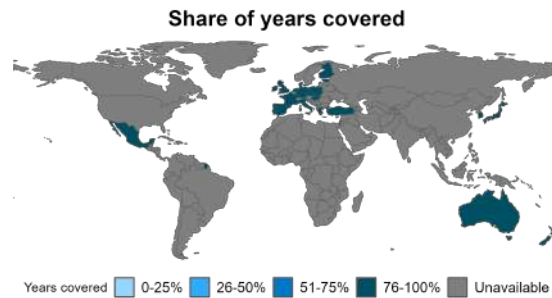 Share of years covered
Years covered 0-25% 26-50% 51-75% 76-100% Unavailable